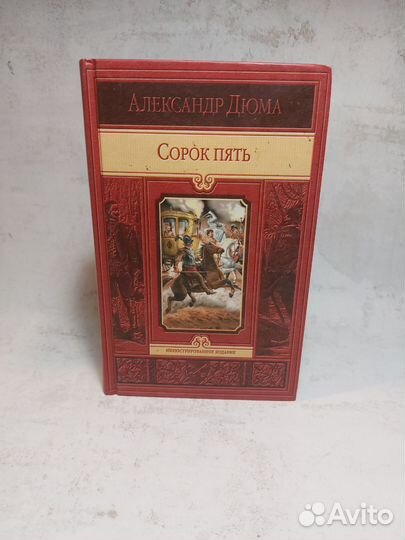 АЛЕКСАНДР ДЮМА
СОРОК ПЯТЬ
ИЛЛЮСТРИРОВАННОЕ ИЗДАНИЕ
Avito